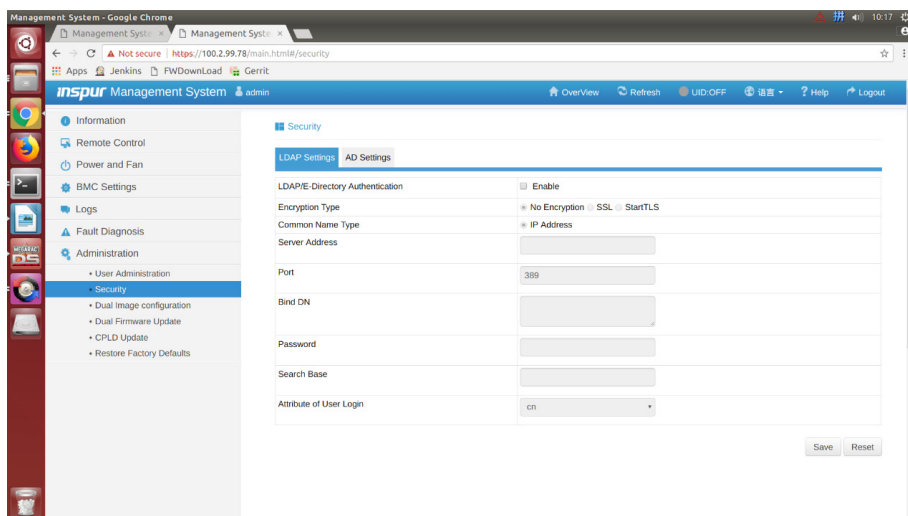 Management System - Google Chrome
拼
10:17
Management Syste
Management Syste
Not secure
https://100.2.99.78/main.html#/security
Apps
Jenkins
FWDownLoad
Gerrit
inspur Management System
admin
OverView
Refresh
UID:OFF
语言
Help
Logout
Information
Remote Control
Power and Fan
BMC Settings
Logs
Fault Diagnosis
Administration
• User Administration
• Security
• Dual Image configuration
• Dual Firmware Update
• CPLD Update
• Restore Factory Defaults
Security
LDAP Settings
AD Settings
LDAP/E-Directory Authentication
Enable
Encryption Type
No Encryption
SSL
StartTLS
Common Name Type
IP Address
Server Address
Port
389
Bind DN
Password
Search Base
Attribute of User Login
cn
Save
Reset